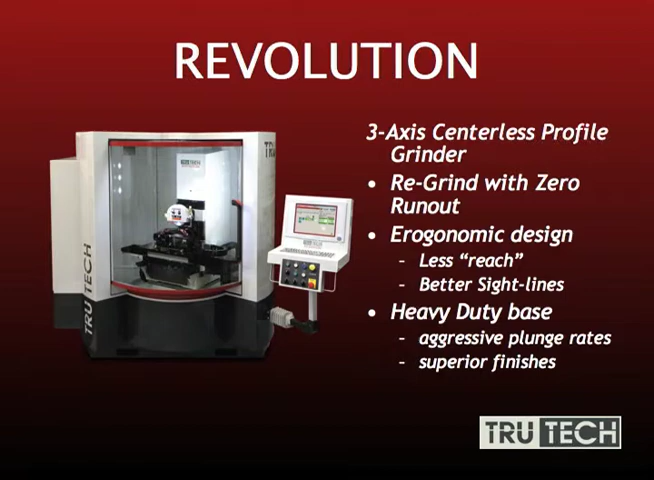 REVOLUTION
3-Axis Centerless Profile
Grinder
• Re-Grind with Zero
Runout
• Erogonomic design
- Less “reach”
- Better Sight-lines
• Heavy Duty base
- aggressive plunge rates
- superior finishes
TRU TECH
TRU TECH